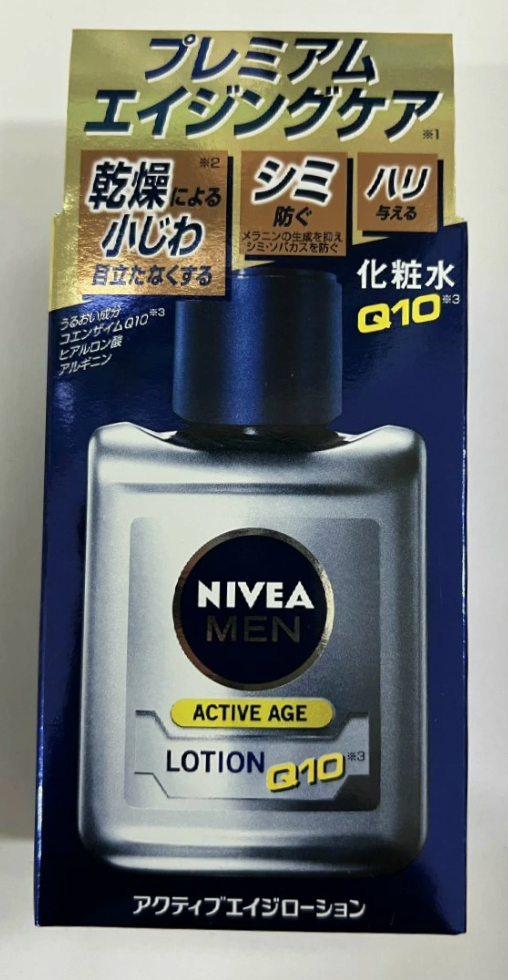 プレミアム
エイジングケア※1
乾燥による※2
小じわ
目立たなくする
シミ
防ぐ
メラニンの生成を抑え
シミ・ソバカスを防ぐ
ハリ
与える
化粧水
Q10※3
うるおい成分
コエンザイムQ10※3
ヒアルロン酸
アルギニン
NIVEA
MEN
ACTIVE AGE
LOTION Q10※3
アクティブエイジローション